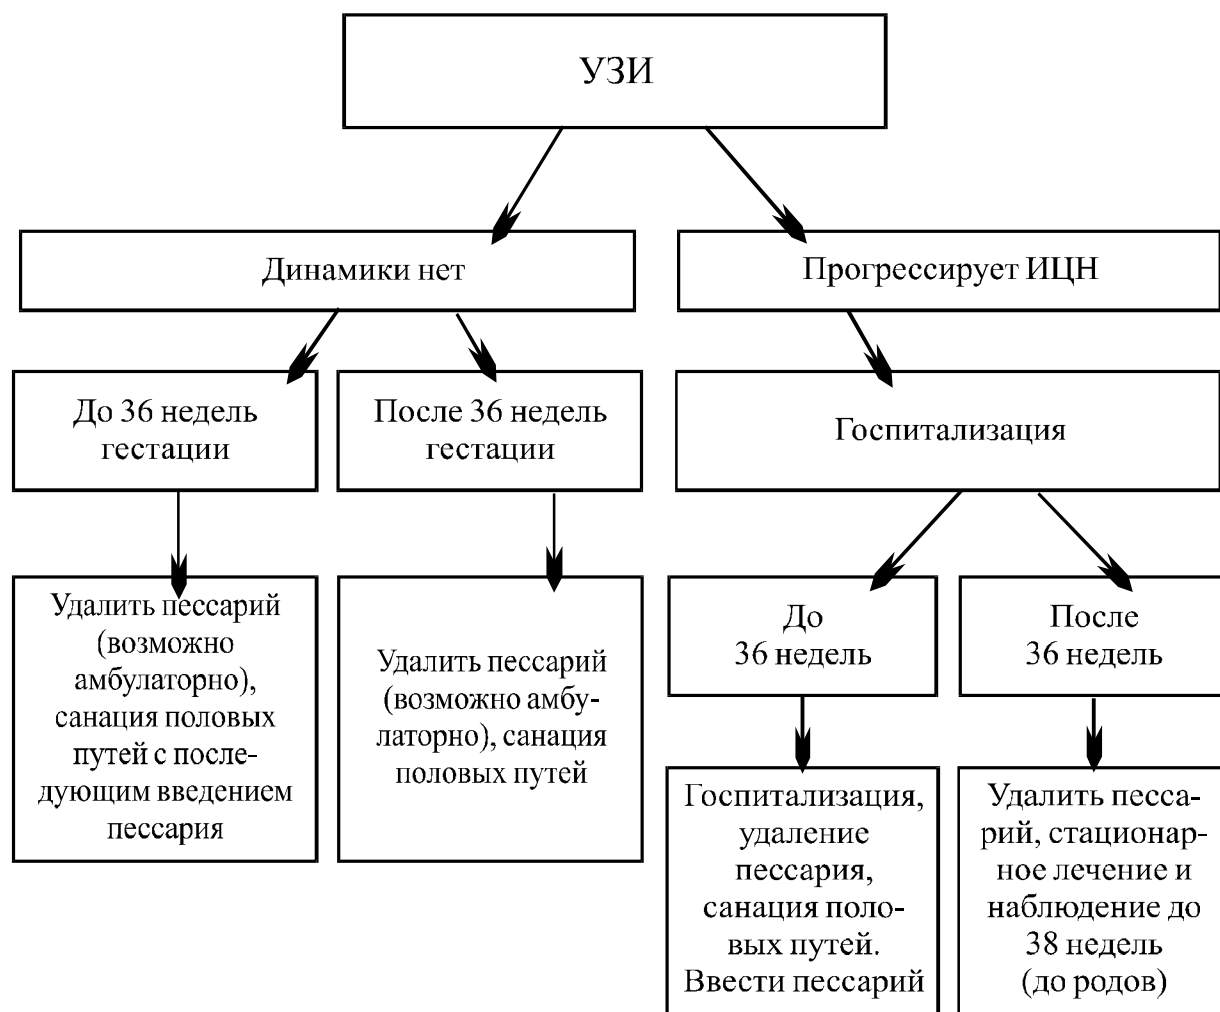 УЗИ
Динамики нет
Прогрессирует ИЦН
До 36 недель
гестации
После 36 недель
гестации
Госпитализация
Удалить пессарий
(возможно
амбулаторно),
санация половых
путей с после-
дующим введением
пессария
Удалить пессарий
(возможно амбу-
латорно), санация
половых путей
До
36 недель
После
36 недель
Госпитализация,
удаление
пессария,
санация поло-
вых путей.
Ввести пессарий
Удалить песса-
рий, стационар-
ное лечение и
наблюдение до
38 недель
(до родов)